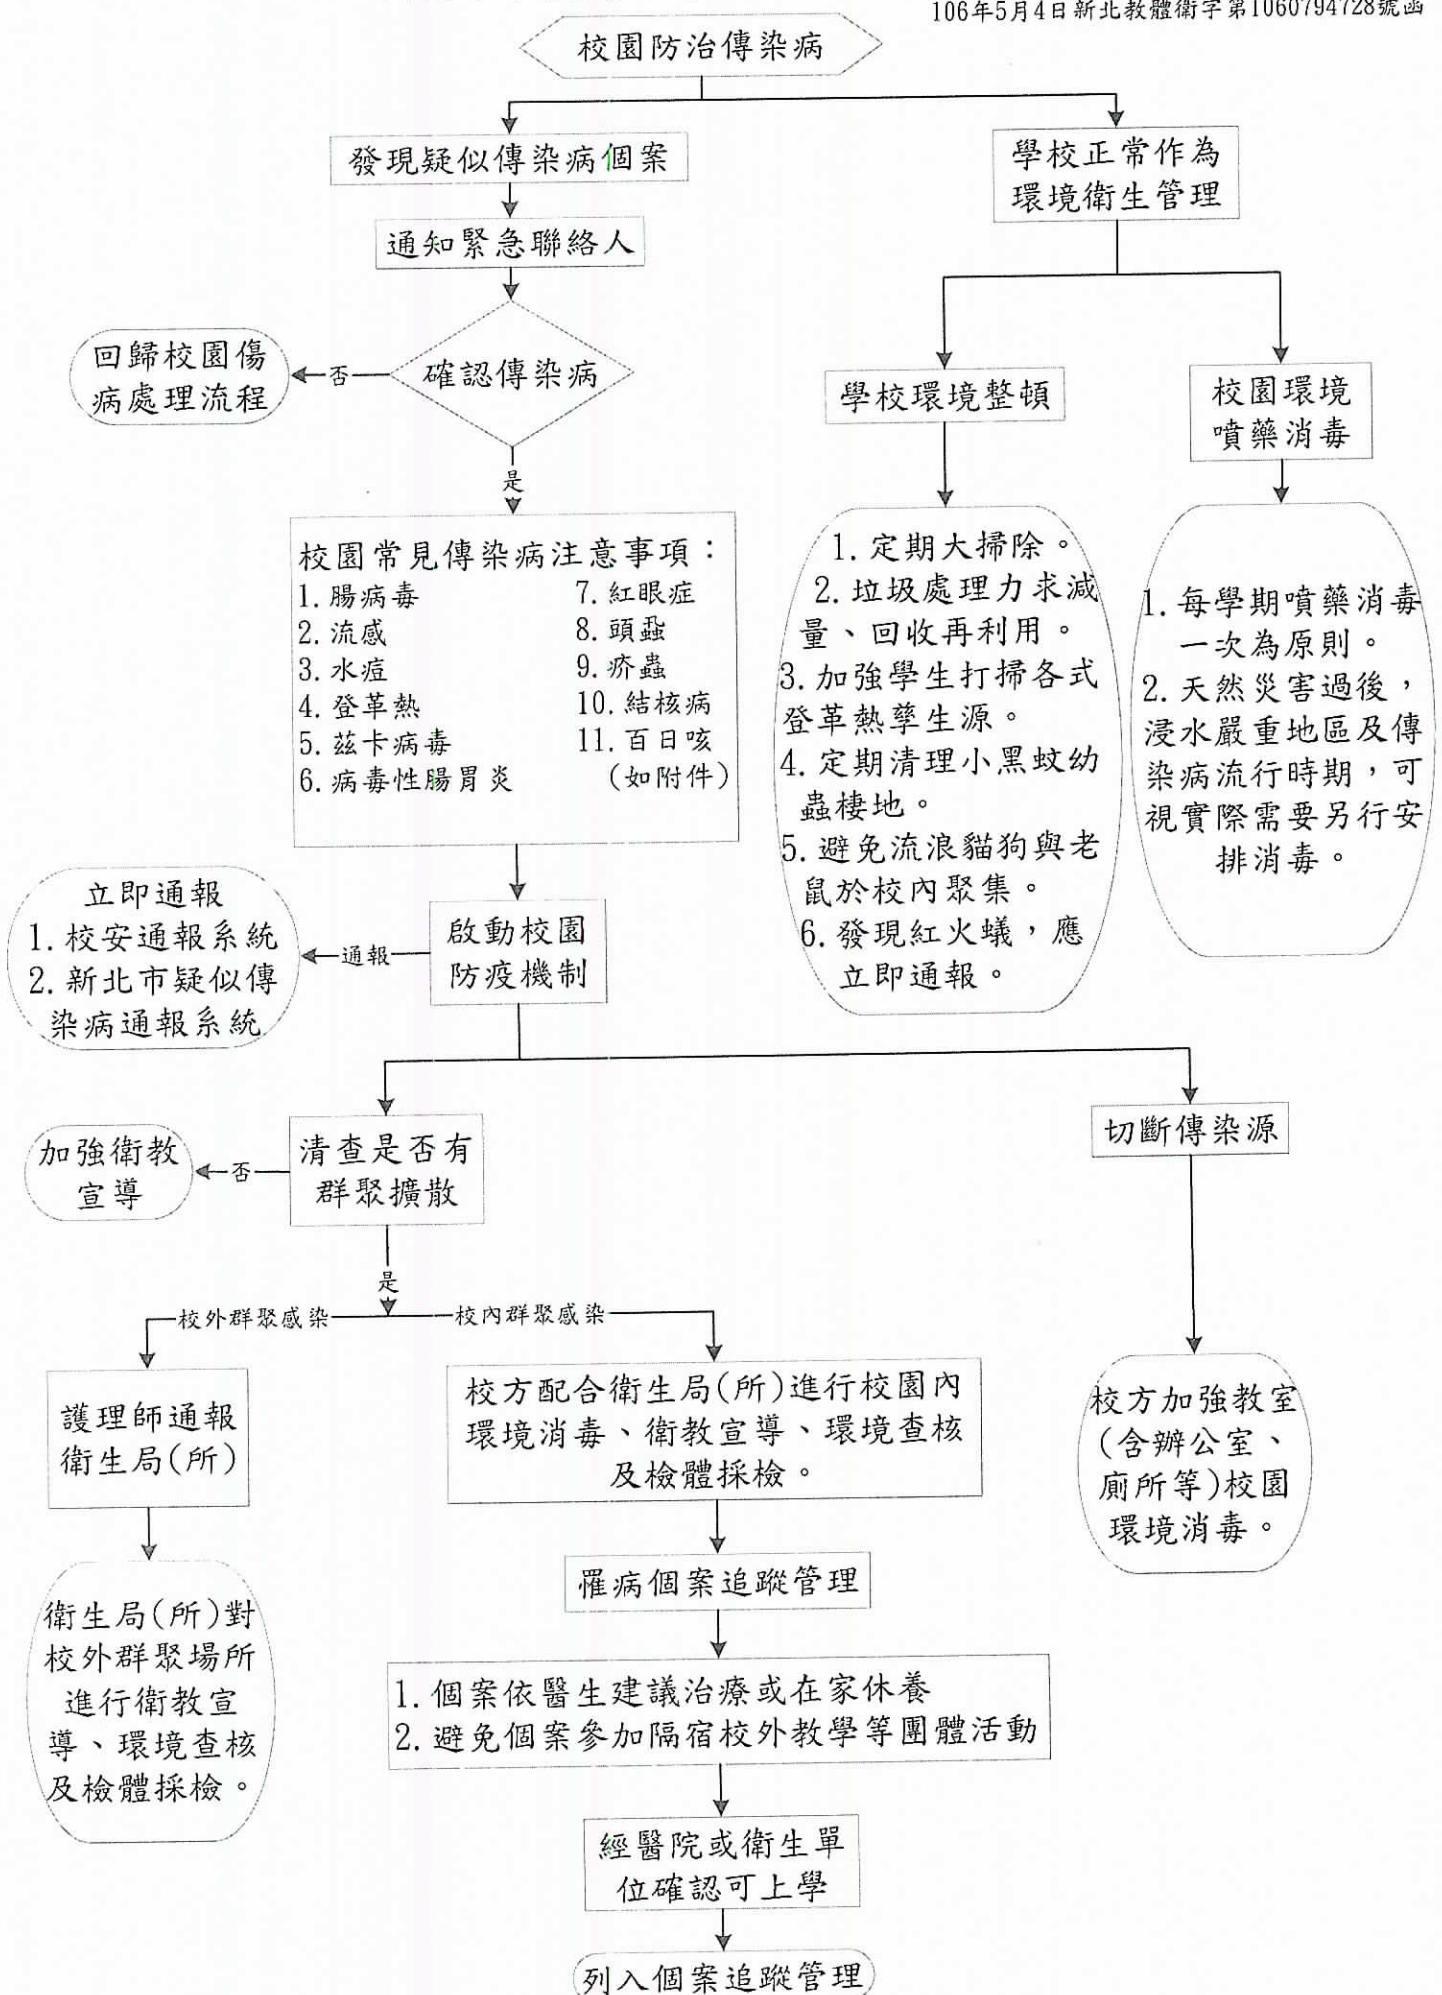 106年5月4日新北教體衛字第1060794728號函
校園防治傳染病
發現疑似傳染病個案
通知緊急聯絡人
確認傳染病
否
回歸校園傷
病處理流程
是
校園常見傳染病注意事項：
1. 腸病毒
2. 流感
3. 水痘
4. 登革熱
5. 茲卡病毒
6. 病毒性腸胃炎
7. 紅眼症
8. 頭蝨
9. 疥蟲
10. 結核病
11. 百日咳
(如附件)
啟動校園
防疫機制
通報
立即通報
1. 校安通報系統
2. 新北市疑似傳
染病通報系統
清查是否有
群聚擴散
否
加強衛教
宣導
是
校外群聚感染
校內群聚感染
護理師通報
衛生局(所)
衛生局(所)對
校外群聚場所
進行衛教宣
導、環境查核
及檢體採檢。
校方配合衛生局(所)進行校園內
環境消毒、衛教宣導、環境查核
及檢體採檢。
罹病個案追蹤管理
1. 個案依醫生建議治療或在家休養
2. 避免個案參加隔宿校外教學等團體活動
經醫院或衛生單
位確認可上學
列入個案追蹤管理
切斷傳染源
校方加強教室
(含辦公室、
廁所等)校園
環境消毒。
學校正常作為
環境衛生管理
學校環境整頓
1. 定期大掃除。
2. 垃圾處理力求減
量、回收再利用。
3. 加強學生打掃各式
登革熱孳生源。
4. 定期清理小黑蚊幼
蟲棲地。
5. 避免流浪貓狗與老
鼠於校內聚集。
6. 發現紅火蟻，應
立即通報。
校園環境
噴藥消毒
1. 每學期噴藥消毒
一次為原則。
2. 天然災害過後，
浸水嚴重地區及傳
染病流行時期，可
視實際需要另行安
排消毒。